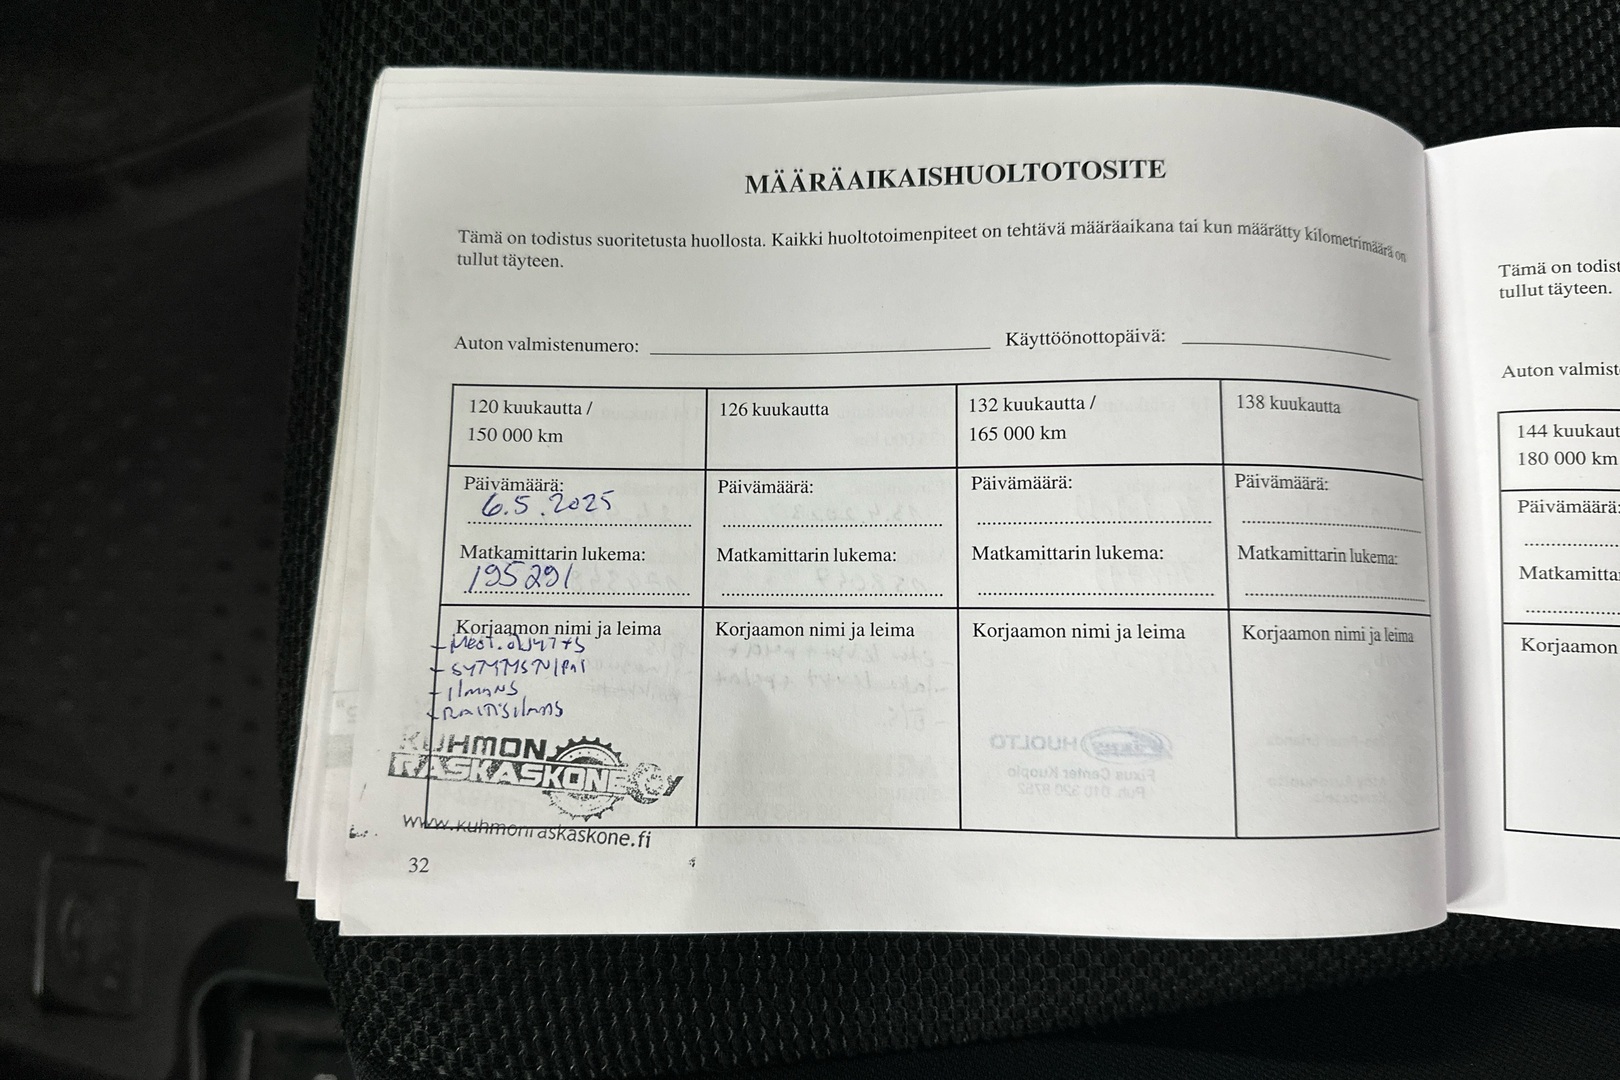 MÄÄRÄAIKAISHUOLTOTOSITE
Tämä on todistus suoritetusta huollosta. Kaikki huoltotoimenpiteet on tehtävä määräaikana tai kun määrätty kilometrimäärä on
tullut täyteen.
Auton valmistenumero:
Käyttöönottopäivä:
120 kuukautta /
150 000 km
126 kuukautta
132 kuukautta /
165 000 km
138 kuukautta
Päivämäärä:
6.5.2025
Päivämäärä:
Päivämäärä:
Päivämäärä:
Matkamittarin lukema:
195291
Matkamittarin lukema:
Matkamittarin lukema:
Matkamittarin lukema:
Korjaamon nimi ja leima
Korjaamon nimi ja leima
Korjaamon nimi ja leima
Korjaamon nimi ja leima
KUHMON
RASKASKONE OY
www.kuhmonraskaskone.fi
32
Tämä on todist
tullut täyteen.
Auton valmist
144 kuukaut
180 000 km
Päivämäärä:
Matkamitta
Korjaamon